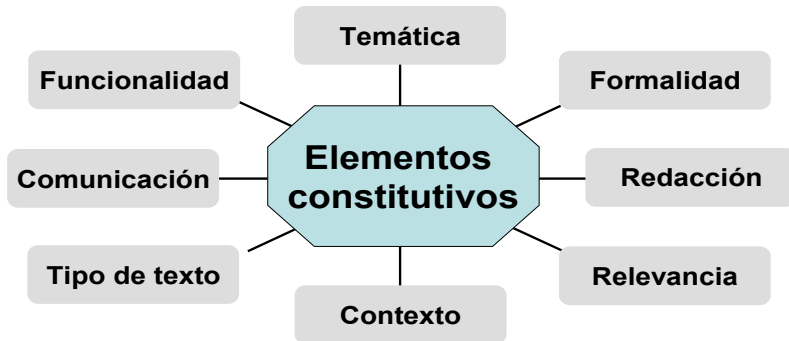 Temática
Funcionalidad
Formalidad
Elementos
constitutivos
Comunicación
Redacción
Tipo de texto
Relevancia
Contexto